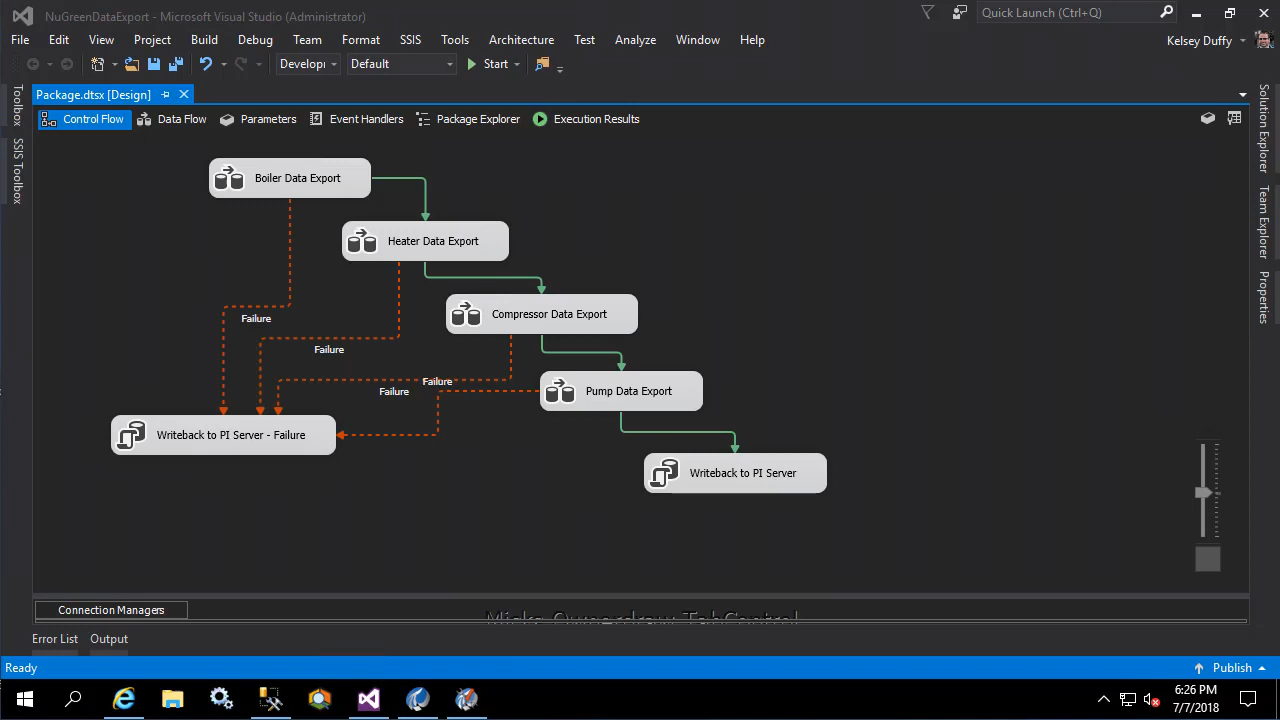 NuGreenDataExport - Microsoft Visual Studio (Administrator)
Quick Launch (Ctrl+Q)
File Edit View Project Build Debug Team Format SSIS Tools Architecture Test Analyze Window Help
Kelsey Duffy
Developi Default Start
Package.dtsx [Design]
Control Flow Data Flow Parameters Event Handlers Package Explorer Execution Results
Toolbox
SSIS Toolbox
Solution Explorer
Team Explorer
Properties
Boiler Data Export
Heater Data Export
Compressor Data Export
Failure
Failure
Failure
Failure
Pump Data Export
Writeback to PI Server - Failure
Writeback to PI Server
Connection Managers
Micks Ownerdraw TabControl
Error List Output
Ready
Publish
6:26 PM
7/7/2018